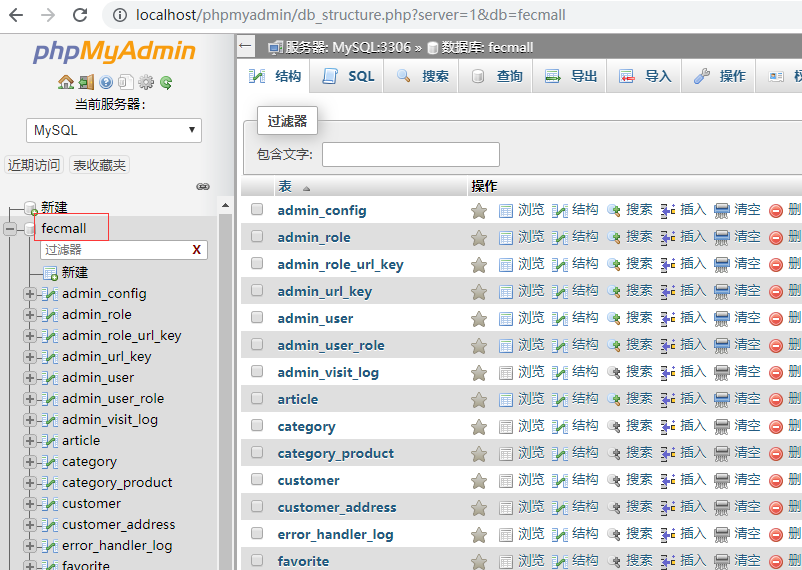 localhost/phpmyadmin/db_structure.php?server=1&db=fecmall
phpMyAdmin
当前服务器:
MySQL
近期访问 表收藏夹
新建
fecmall
过滤器 X
新建
admin_config
admin_role
admin_role_url_key
admin_url_key
admin_user
admin_user_role
admin_visit_log
article
category
category_product
customer
customer_address
error_handler_log
favorite
服务器: MySQL:3306 » 数据库: fecmall
结构 SQL 搜索 查询 导出 导入 操作
过滤器
包含文字:
表 操作
admin_config 浏览 结构 搜索 插入 清空 删
admin_role 浏览 结构 搜索 插入 清空 删
admin_role_url_key 浏览 结构 搜索 插入 清空 删
admin_url_key 浏览 结构 搜索 插入 清空 删
admin_user 浏览 结构 搜索 插入 清空 删
admin_user_role 浏览 结构 搜索 插入 清空 删
admin_visit_log 浏览 结构 搜索 插入 清空 删
article 浏览 结构 搜索 插入 清空 删
category 浏览 结构 搜索 插入 清空 删
category_product 浏览 结构 搜索 插入 清空 删
customer 浏览 结构 搜索 插入 清空 删
customer_address 浏览 结构 搜索 插入 清空 删
error_handler_log 浏览 结构 搜索 插入 清空 删
favorite 浏览 结构 搜索 插入 清空 删